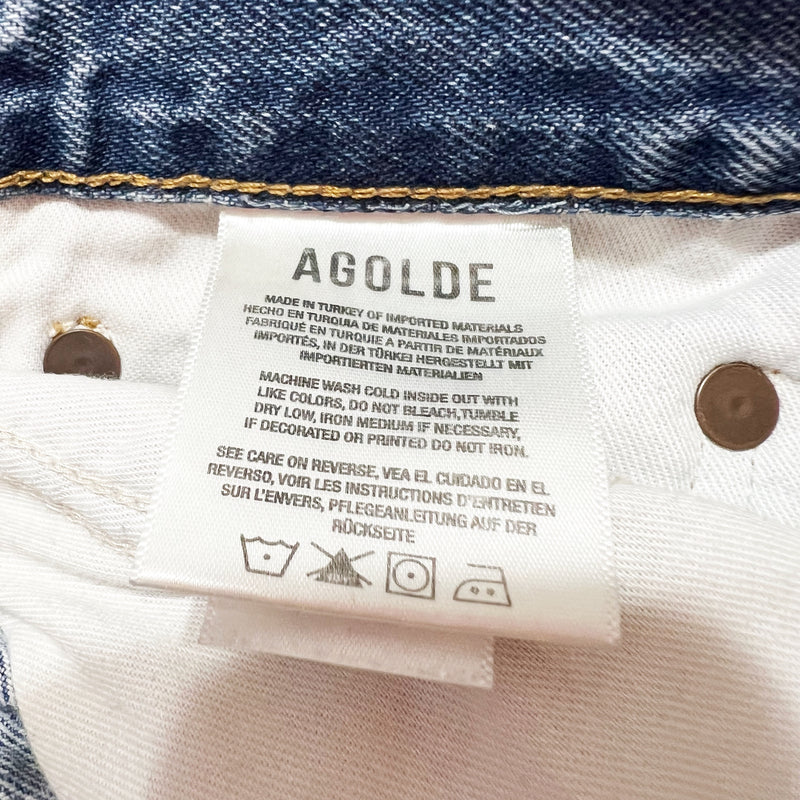 AGOLDE
MADE IN TURKEY OF IMPORTED MATERIALS
HECHO EN TURQUIA DE MATERIALES IMPORTADOS
FABRIQUÉ EN TURQUIE A PARTIR DE MATÉRIAUX
IMPORTÉS, IN DER TÜRKEI HERGESTELLT MIT
IMPORTIERTEN MATERIALIEN
MACHINE WASH COLD INSIDE OUT WITH
LIKE COLORS, DO NOT BLEACH,TUMBLE
DRY LOW, IRON MEDIUM IF NECESSARY,
IF DECORATED OR PRINTED DO NOT IRON.
SEE CARE ON REVERSE, VEA EL CUIDADO EN EL
REVERSO, VOIR LES INSTRUCTIONS D'ENTRETIEN
SUR L'ENVERS, PFLEGEANLEITUNG AUF DER
RÜCKSEITE